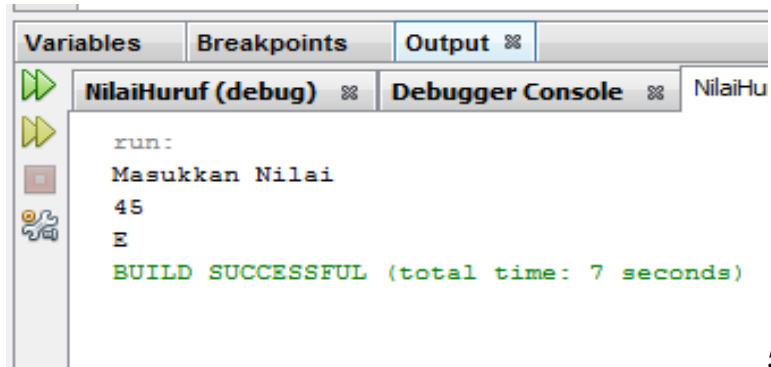 Variables Breakpoints Output
NilaiHuruf (debug) Debugger Console NilaiHu
run:
Masukkan Nilai
45
E
BUILD SUCCESSFUL (total time: 7 seconds)